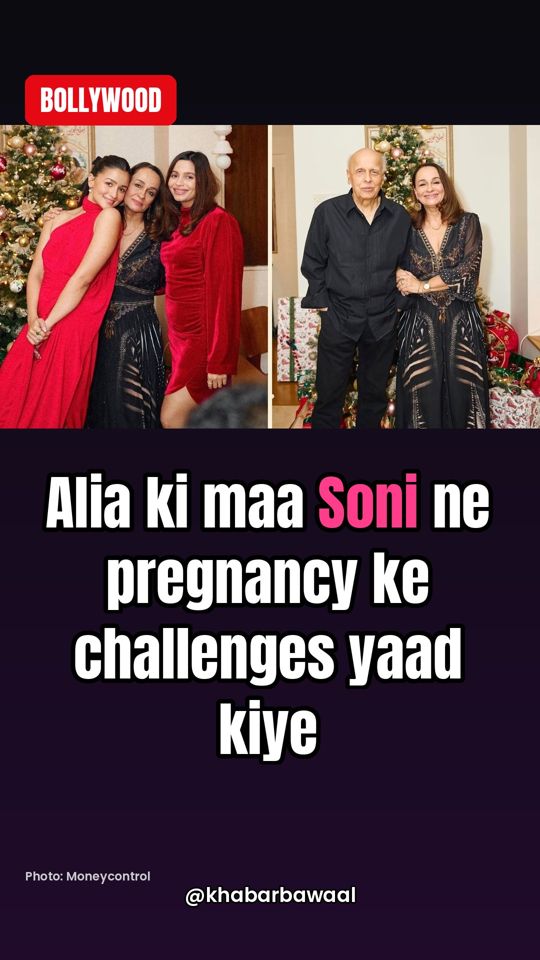 BOLLYWOOD
Alia ki maa Soni ne
pregnancy ke
challenges yaad
kiye
Photo: Moneycontrol
@khabarbawaal